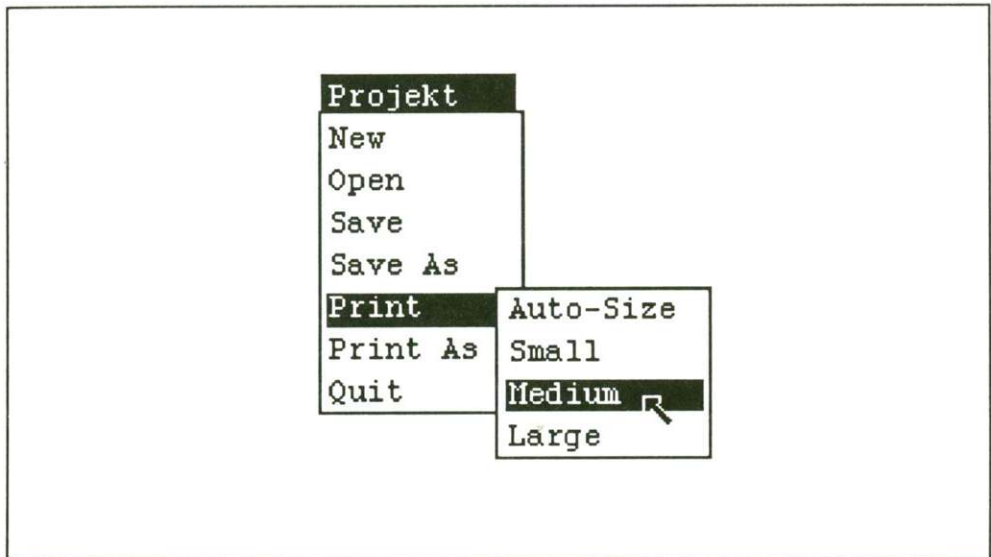 Projekt
New
Open
Save
Save As
Print
Print As
Quit
Auto-Size
Small
Medium
Large